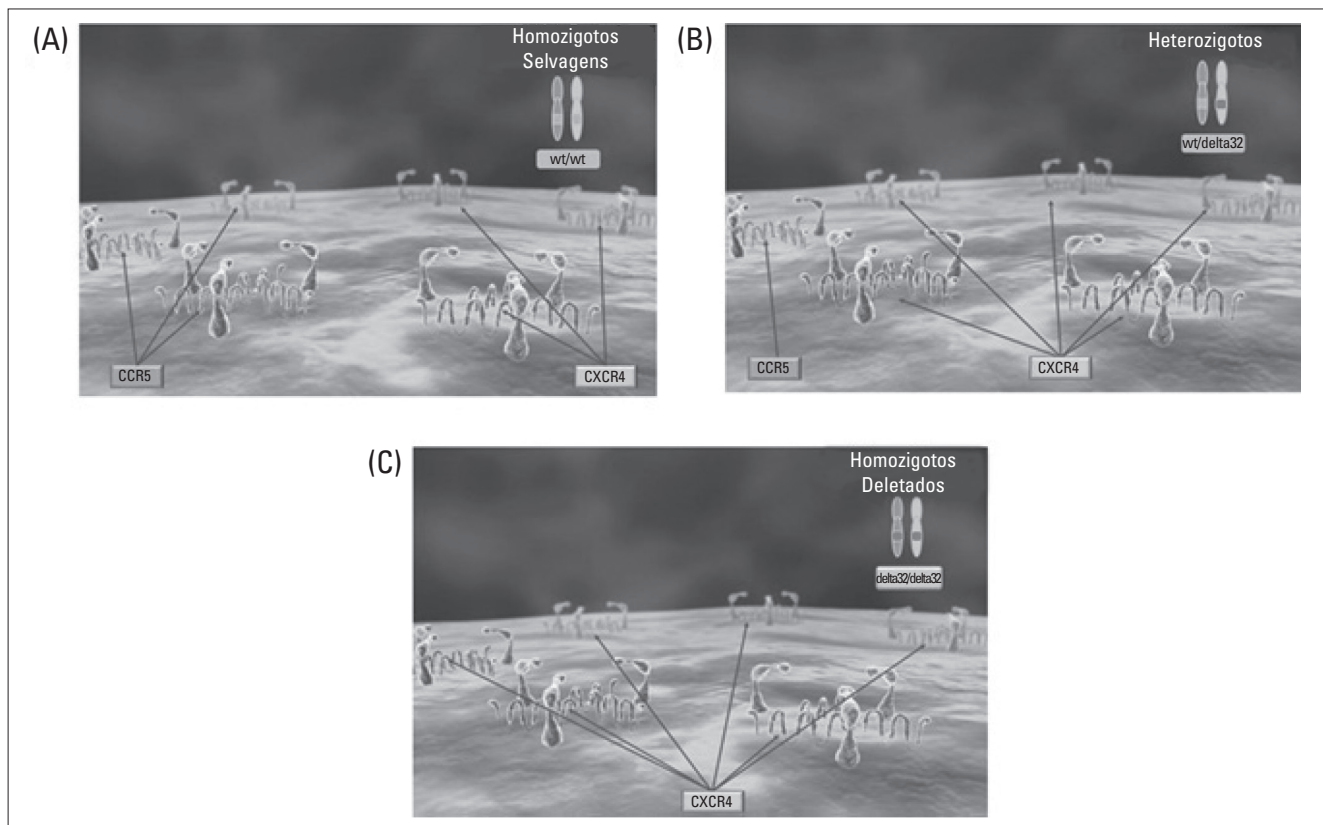 (A)
Homozigotos
Selvagens
wt/wt
CCR5
CXCR4
(B)
Heterozigotos
wt/delta32
CCR5
CXCR4
(C)
Homozigotos
Deletados
delta32/delta32
CXCR4